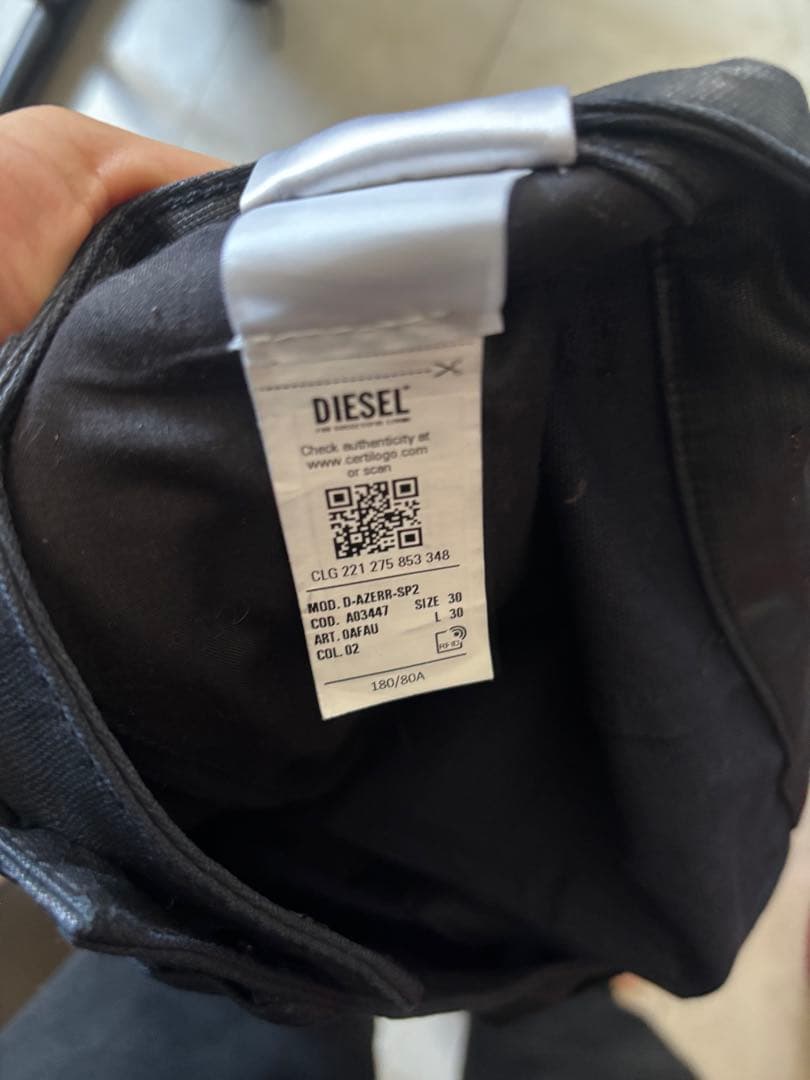 DIESEL
Check authenticity at
www.certilogo.com
or scan
CLG 221 275 853 348
MOD. D-AZERR-SP2
COD. A03447 SIZE 30
ART. 0AFAU L 30
COL. 02
RFID
180/80A